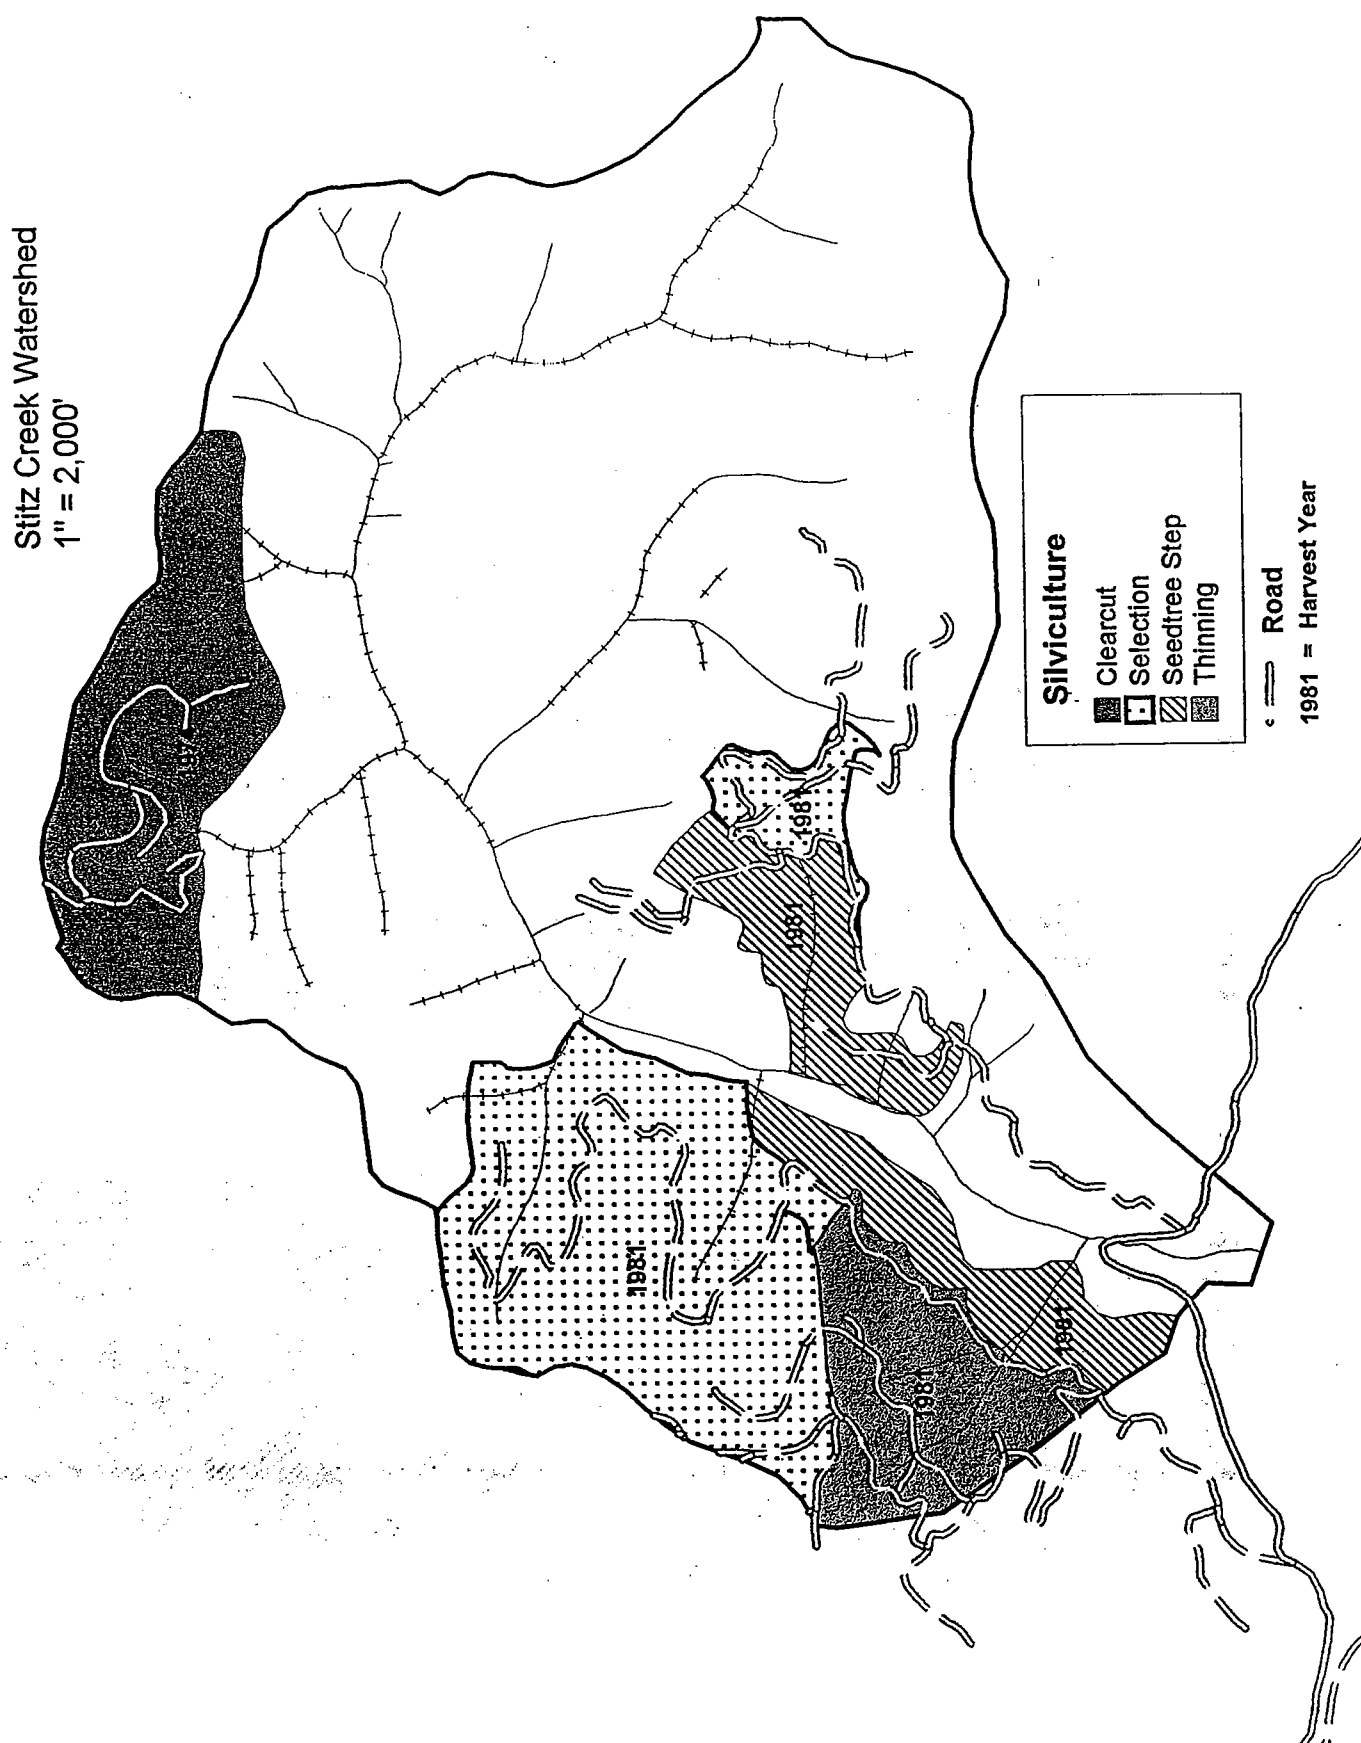 Stitz Creek Watershed
1" = 2,000'
1981
1981
1981
1981
1981
Silviculture
Clearcut
Selection
Seedtree Step
Thinning
Road
1981 = Harvest Year